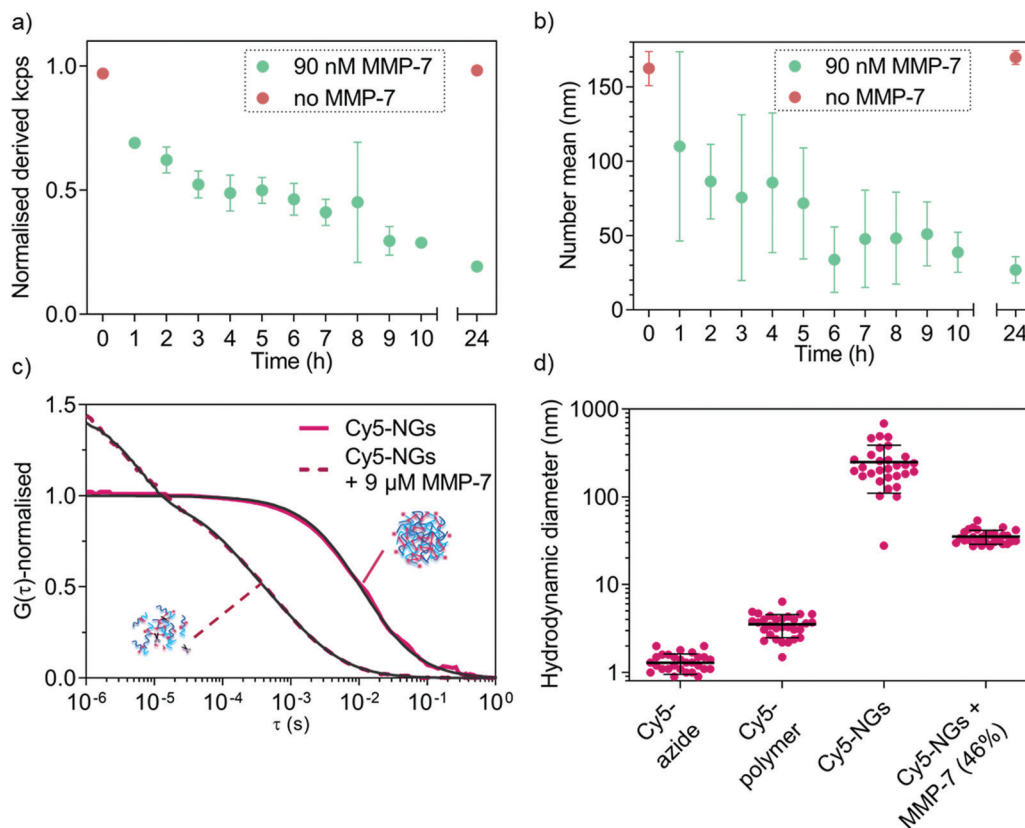 a)
Normalised derived kcps
1.0
0.5
0.0
90 nM MMP-7
no MMP-7
0 1 2 3 4 5 6 7 8 9 10 24
Time (h)
b)
Number mean (nm)
150
100
50
0
90 nM MMP-7
no MMP-7
0 1 2 3 4 5 6 7 8 9 10 24
Time (h)
c)
G(τ)-normalised
1.5
1.0
0.5
0.0
Cy5-NGs
Cy5-NGs
+ 9 μM MMP-7
10⁻⁶ 10⁻⁵ 10⁻⁴ 10⁻³ 10⁻² 10⁻¹ 10⁰
τ (s)
d)
Hydrodynamic diameter (nm)
1000
100
10
1
Cy5-
azide
Cy5-
polymer
Cy5-NGs
Cy5-NGs +
MMP-7 (46%)